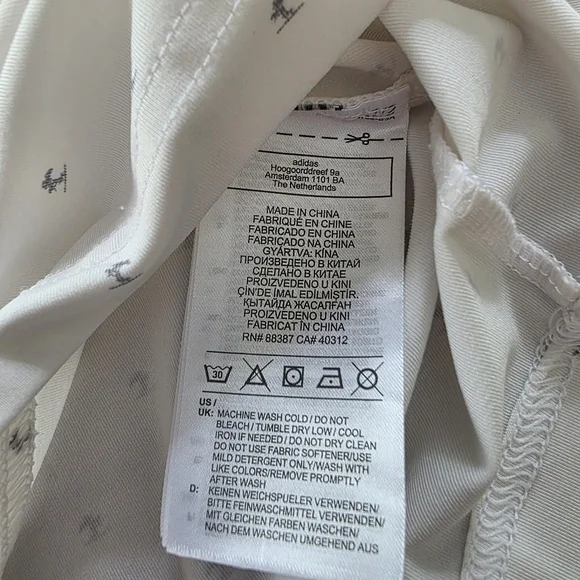 adidas
Hoogoorddreef 9a
Amsterdam 1101 BA
The Netherlands
MADE IN CHINA
FABRIQUÉ EN CHINE
FABRICADO EN CHINA
FABRICADO NA CHINA
GYÁRTVA: KÍNA
ПРОИЗВЕДЕНО В КИТАЙ
СДЕЛАНО В КИТАЕ
PROIZVEDENO U KINI
ÇIN'DE İMAL EDİLMİŞTİR.
ҚЫТАЙДА ЖАСАЛҒАН
PROIZVEDENO U KINI
FABRICAT ÎN CHINA
RN# 88387 CA# 40312
30
US /
UK: MACHINE WASH COLD / DO NOT
BLEACH / TUMBLE DRY LOW / COOL
IRON IF NEEDED / DO NOT DRY CLEAN
DO NOT USE FABRIC SOFTENER/USE
MILD DETERGENT ONLY/WASH WITH
LIKE COLORS/REMOVE PROMPTLY
AFTER WASH
D: KEINEN WEICHSPUELER VERWENDEN/
BITTE FEINWASCHMITTEL VERWENDEN/
MIT GLEICHEN FARBEN WASCHEN/
NACH DEM WASCHEN UMGEHEND AUS